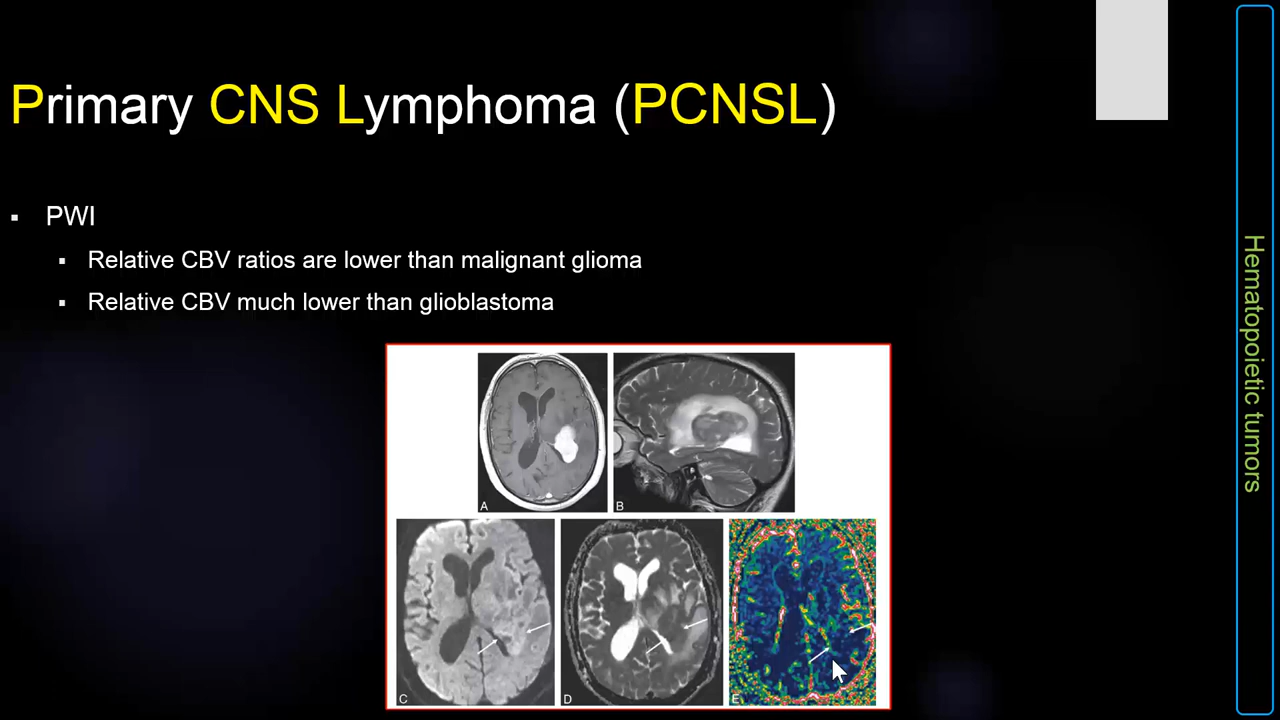 Primary CNS Lymphoma (PCNSL)
▪ PWI
▪ Relative CBV ratios are lower than malignant glioma
▪ Relative CBV much lower than glioblastoma
A
B
C
D
E
Hematopoietic tumors